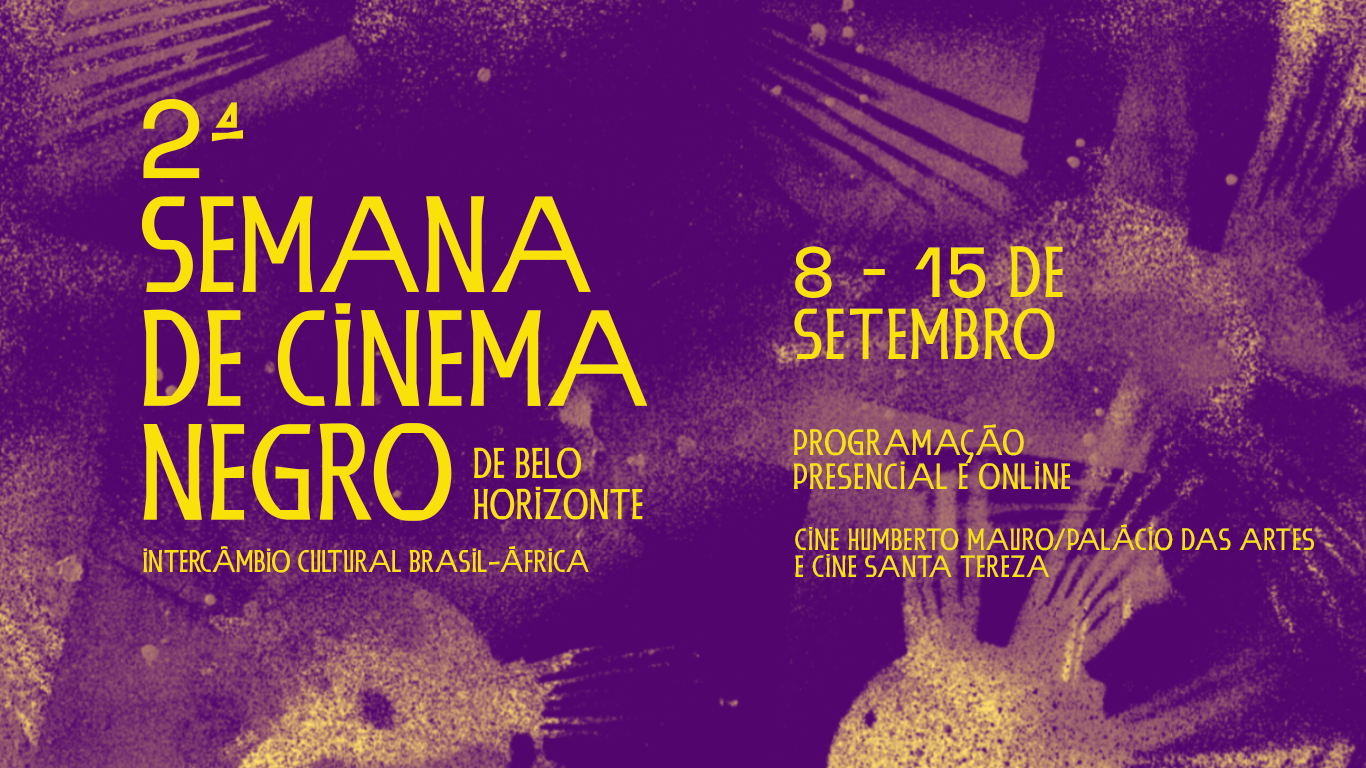 2ª
SEMANA
DE CINEMA
NEGRO
DE BELO
HORIZONTE
INTERCÂMBIO CULTURAL BRASIL-ÁFRICA
8 - 15 DE
SETEMBRO
PROGRAMAÇÃO
PRESENCIAL E ONLINE
CINE HUMBERTO MAURO/PALÁCIO DAS ARTES
E CINE SANTA TEREZA